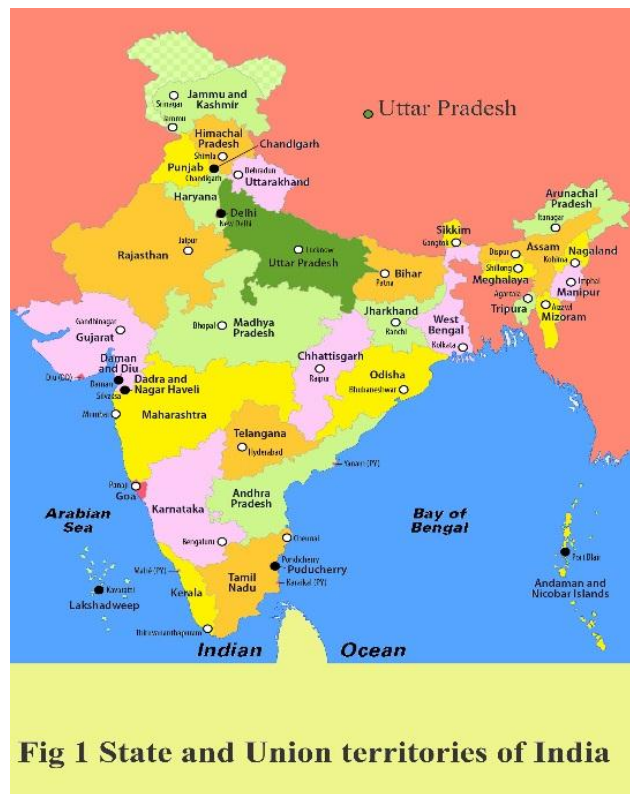 Jammu and
Kashmir
Srinagar
Jammu
Uttar Pradesh
Himachal
Pradesh
Shimla
Chandigarh
Punjab
Chandigarh
Dehradun
Uttarakhand
Haryana
Delhi
New Delhi
Arunachal
Pradesh
Itanagar
Sikkim
Gangtok
Assam
Dispur
Nagaland
Kohima
Shillong
Meghalaya
Imphal
Manipur
Agartala
Tripura
Aizawl
Mizoram
Jaipur
Rajasthan
Lucknow
Uttar Pradesh
Bihar
Patna
Gandhinagar
Gujarat
Bhopal
Madhya
Pradesh
Jharkhand
Ranchi
West
Bengal
Kolkata
Chhattisgarh
Raipur
Odisha
Bhubaneshwar
Daman
and Diu
Diu (DD)
Daman
Dadra and
Nagar Haveli
Silvassa
Mumbai
Maharashtra
Telangana
Hyderabad
Yanam (PY)
Panaji
Goa
Karnataka
Andhra
Pradesh
Arabian
Sea
Bay of
Bengal
Bengaluru
Chennai
Mahé (PY)
Puducherry
Puducherry
Karaikal (PY)
Tamil
Nadu
Kerala
Kavaratti
Lakshadweep
Port Blair
Andaman and
Nicobar Islands
Thiruvananthapuram
Indian Ocean
Fig 1 State and Union territories of India